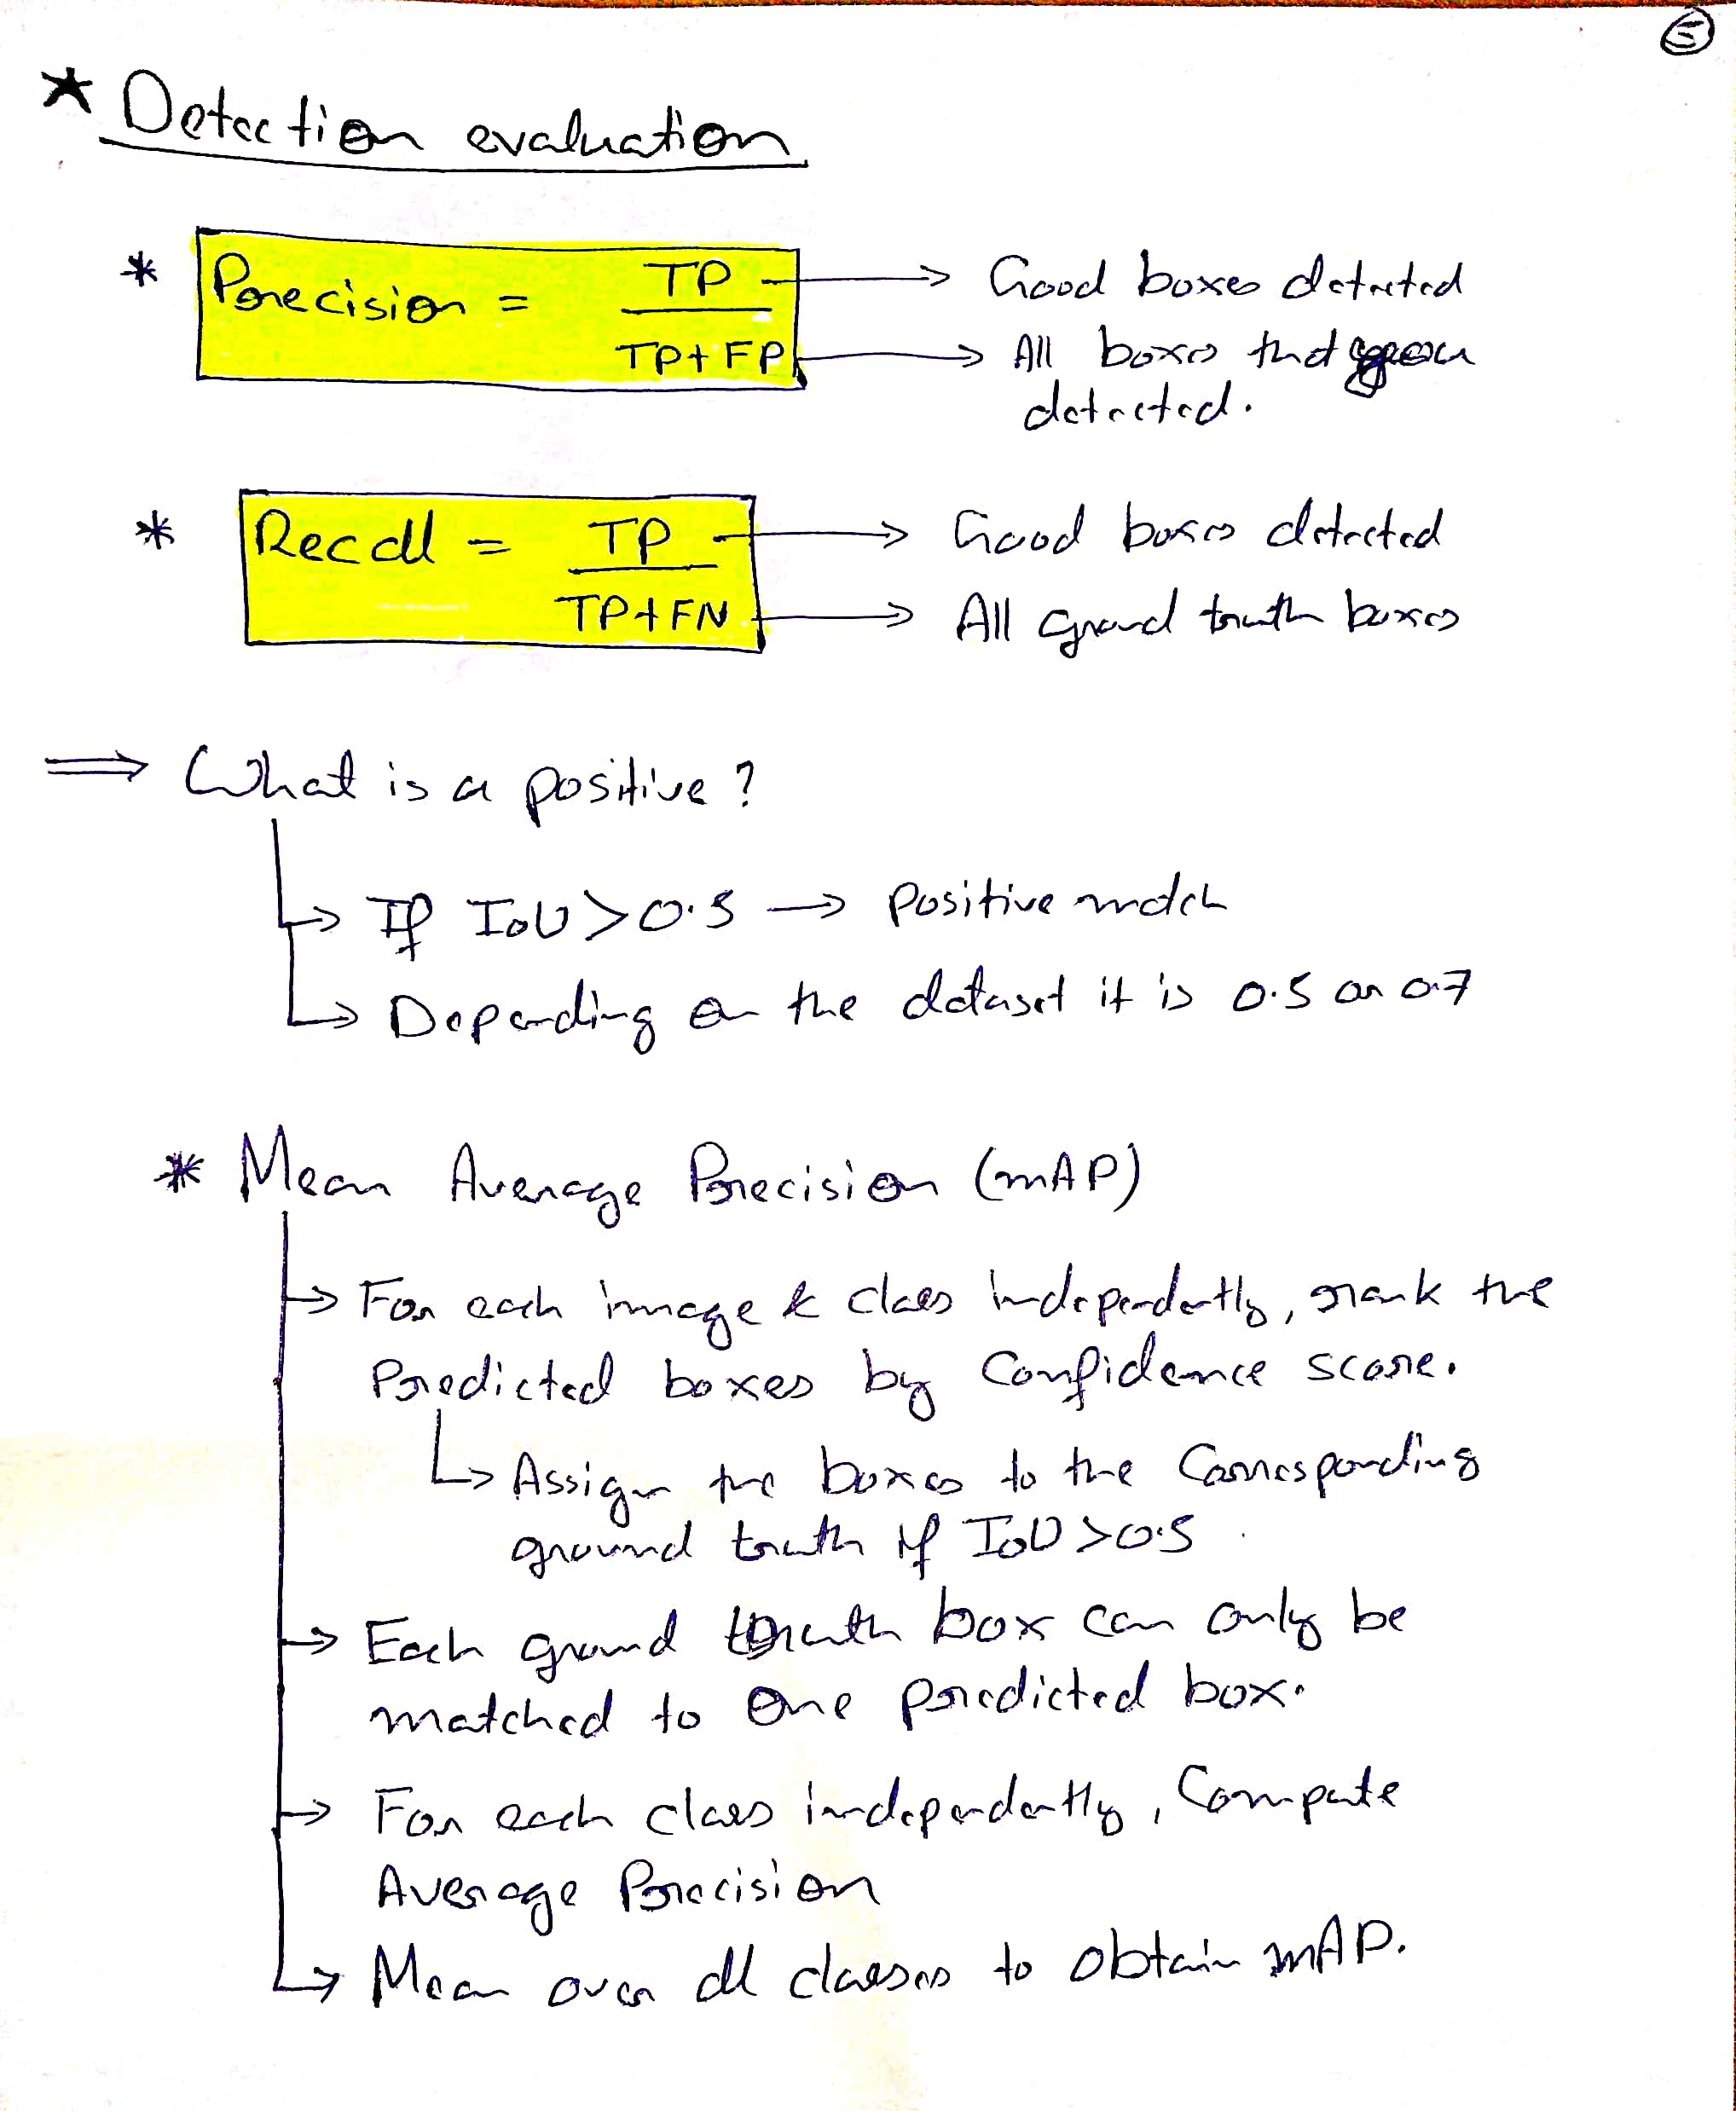 * Detection evaluation
* Precision = TP / TP+FP
→ Good boxes detected
→ All boxes that detected.
* Recall = TP / TP+FN
→ Good boxes detected
→ All ground truth boxes
⇒ What is a positive?
↳ If IoU > 0.5 → Positive match
↳ Depending on the dataset it is 0.5 or 0.7
* Mean Average Precision (mAP)
→ For each image & class independently, rank the
Predicted boxes by Confidence score.
↳ Assign the boxes to the Corresponding
ground truth if IoU > 0.5
→ Each ground truth box can only be
matched to One predicted box.
→ For each class independently, Compute
Average Precision
↳ Mean over all classes to obtain mAP.